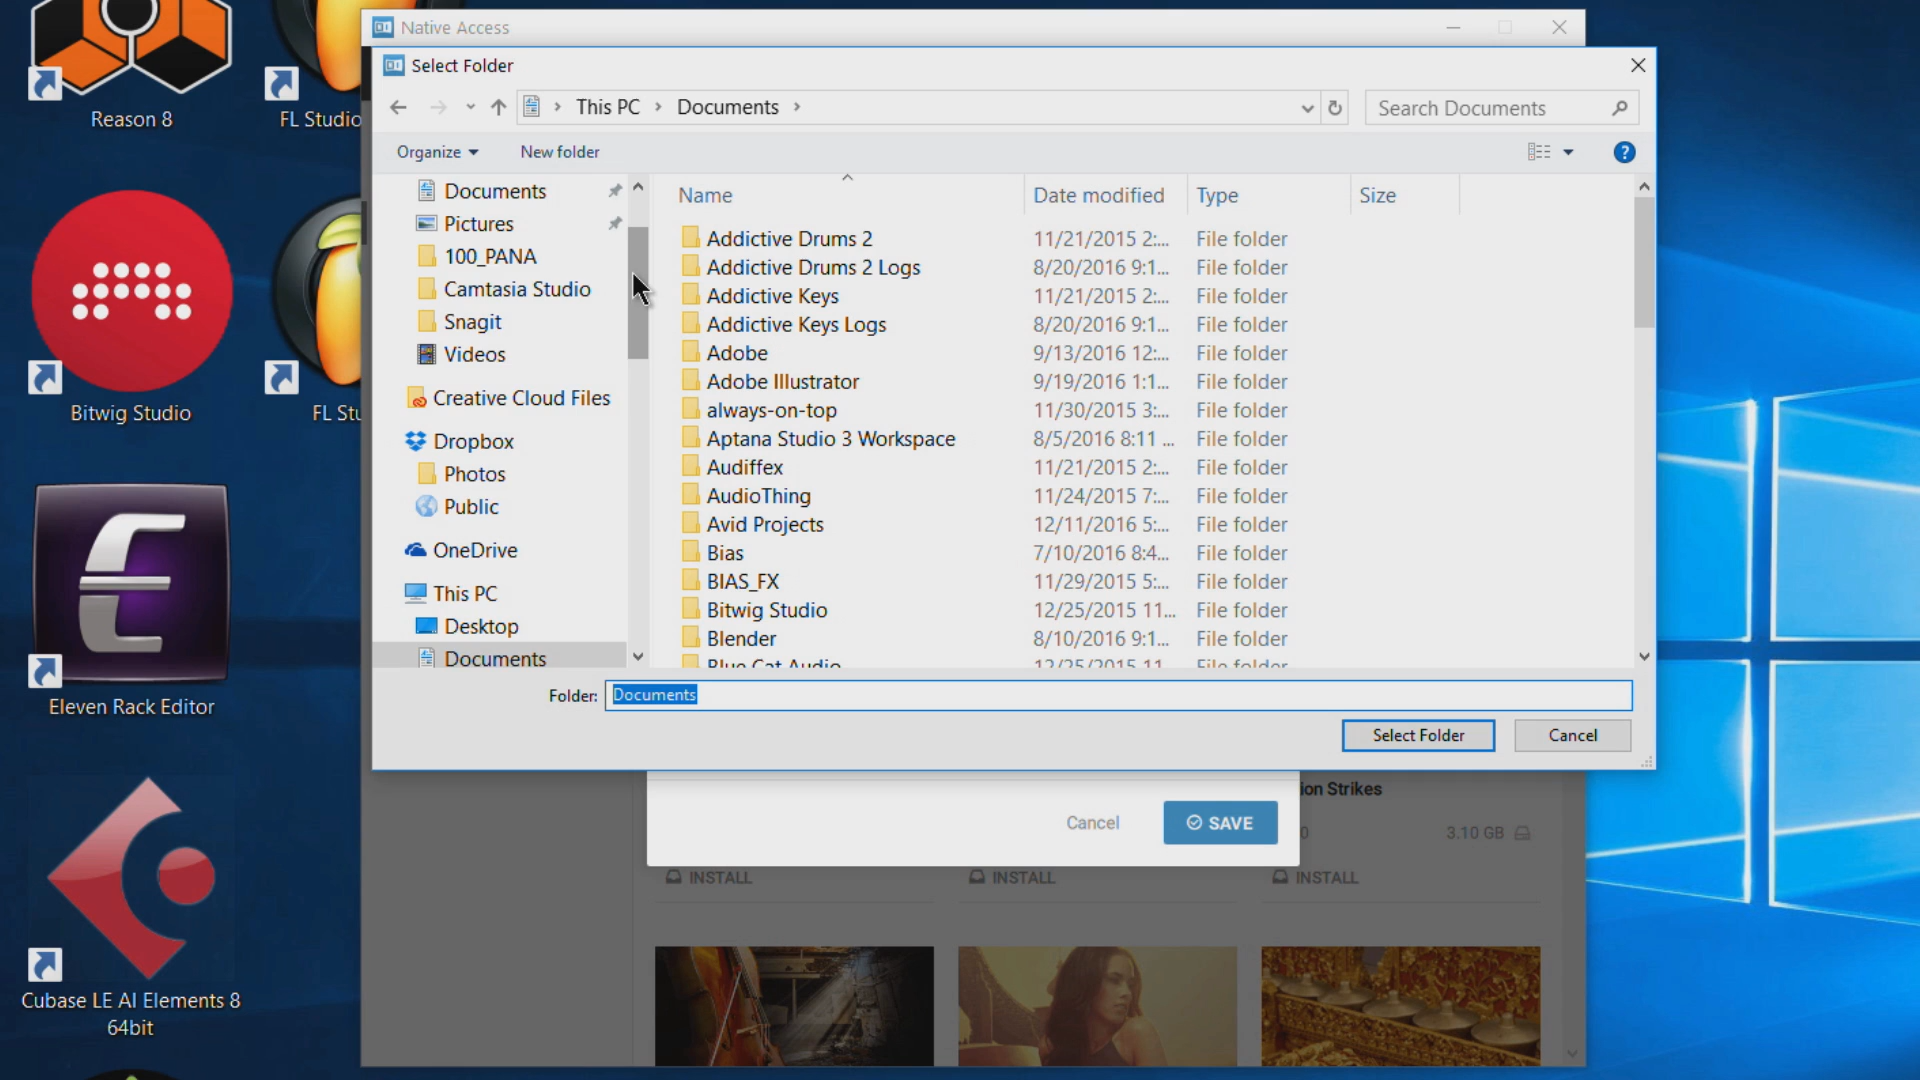 Native Access
Select Folder
This PC
Documents
Search Documents
Organize
New folder
Documents
Pictures
100_PANA
Camtasia Studio
Snagit
Videos
Creative Cloud Files
Dropbox
Photos
Public
OneDrive
This PC
Desktop
Documents
Name Date modified Type Size
Addictive Drums 2 11/21/2015 2:... File folder
Addictive Drums 2 Logs 8/20/2016 9:1... File folder
Addictive Keys 11/21/2015 2:... File folder
Addictive Keys Logs 8/20/2016 9:1... File folder
Adobe 9/13/2016 12:... File folder
Adobe Illustrator 9/19/2016 1:1... File folder
always-on-top 11/30/2015 3:... File folder
Aptana Studio 3 Workspace 8/5/2016 8:11 ... File folder
Audiffex 11/21/2015 2:... File folder
AudioThing 11/24/2015 7:... File folder
Avid Projects 12/11/2016 5:... File folder
Bias 7/10/2016 8:4... File folder
BIAS_FX 11/29/2015 5:... File folder
Bitwig Studio 12/25/2015 11... File folder
Blender 8/10/2016 9:1... File folder
Blue Cat Audio 12/25/2015 11... File folder
Folder: Documents
Select Folder
Cancel
Cancel
SAVE
ion Strikes
0
3.10 GB
INSTALL
INSTALL
INSTALL
Reason 8
FL Studio
Bitwig Studio
FL Stu
Eleven Rack Editor
Cubase LE AI Elements 8
64bit